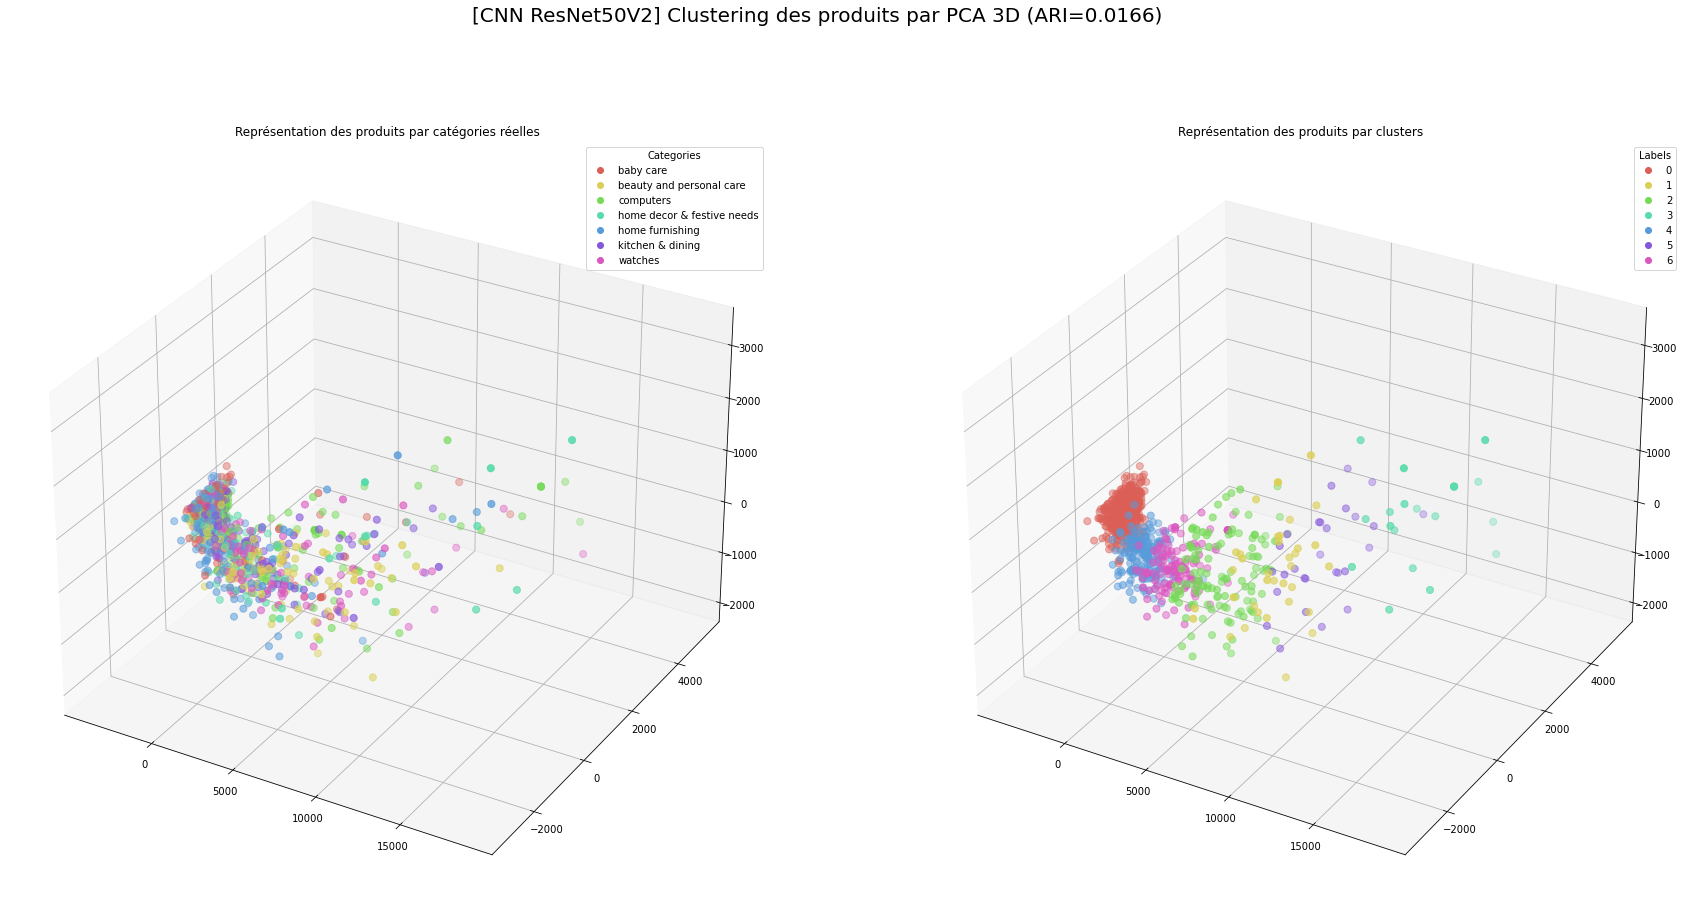 [CNN ResNet50V2] Clustering des produits par PCA 3D (ARI=0.0166)
Représentation des produits par catégories réelles
Categories
baby care
beauty and personal care
computers
home decor & festive needs
home furnishing
kitchen & dining
watches
3000
2000
1000
0
−1000
−2000
4000
2000
0
−2000
0
5000
10000
15000
Représentation des produits par clusters
Labels
0
1
2
3
4
5
6
3000
2000
1000
0
−1000
−2000
4000
2000
0
−2000
0
5000
10000
15000